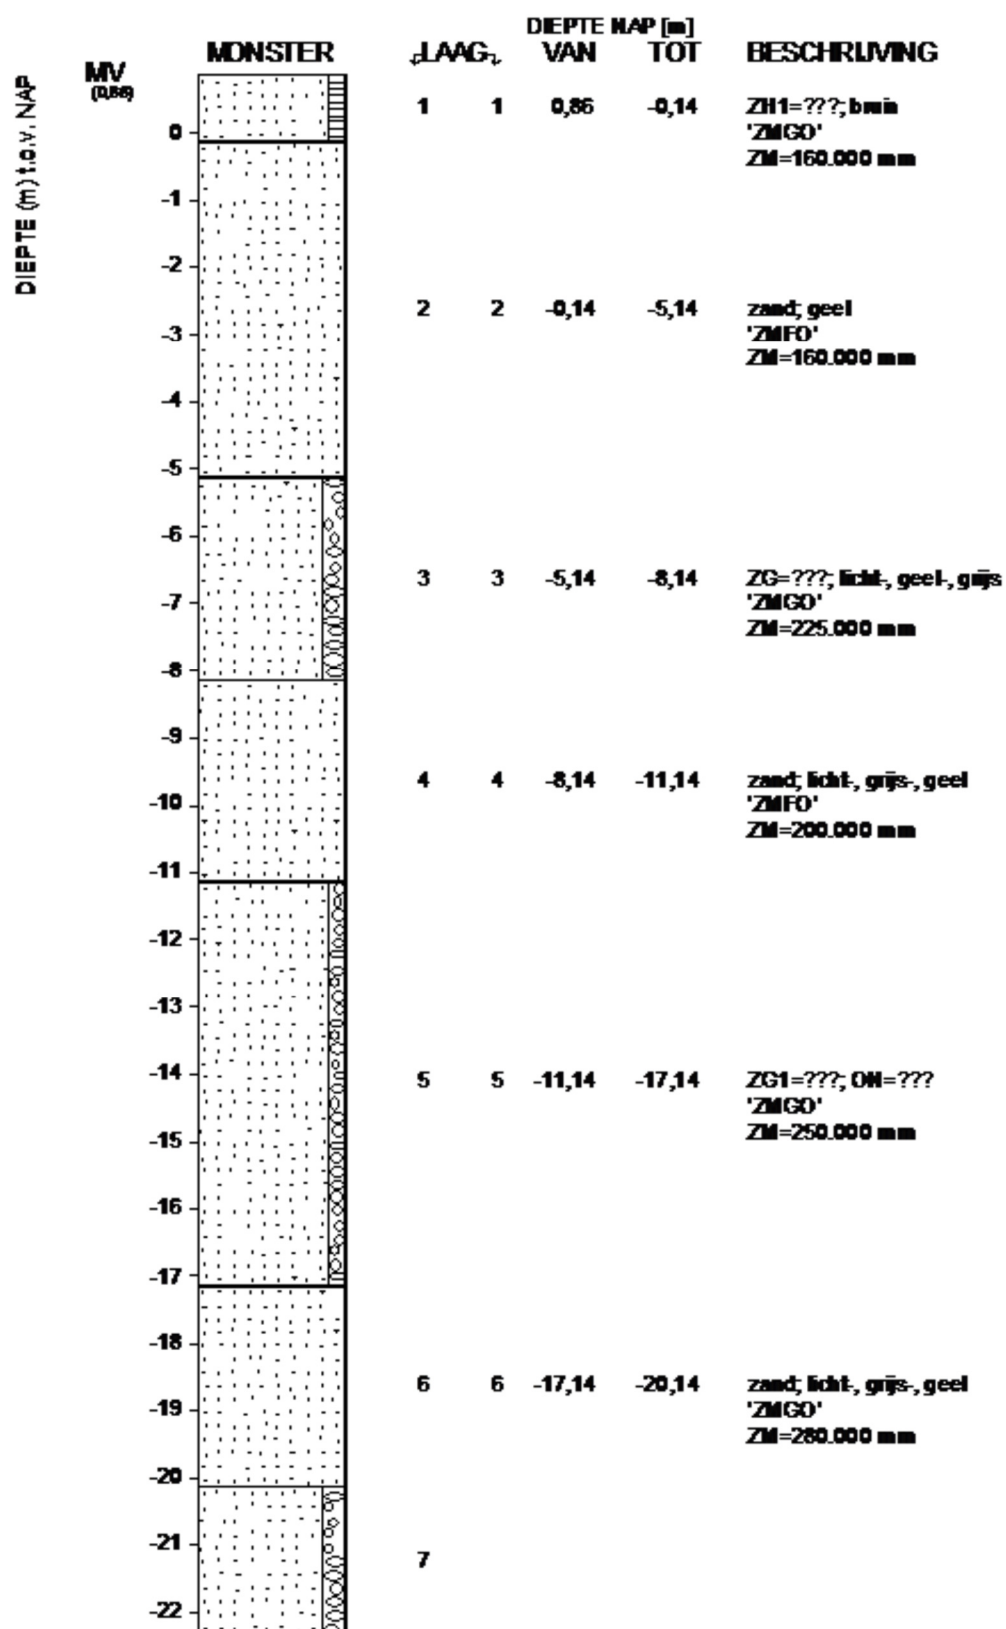 DIEPTE NAP [m]
MONSTER LAAG VAN TOT BESCHRIJVING
MV
(0,86)
DIEPTE (m) t.o.v. NAP
1 1 0,86 -0,14 ZH1=???; bruin
'ZMGO'
ZM=160.000 mm
0
-1
-2
2 2 -0,14 -5,14 zand; geel
'ZMFO'
ZM=160.000 mm
-3
-4
-5
-6
3 3 -5,14 -8,14 ZG=???; licht-, geel-, grijs
'ZMGO'
ZM=225.000 mm
-7
-8
-9
4 4 -8,14 -11,14 zand; licht-, grijs-, geel
'ZMFO'
ZM=200.000 mm
-10
-11
-12
-13
-14
5 5 -11,14 -17,14 ZG1=???; ON=???
'ZMGO'
ZM=250.000 mm
-15
-16
-17
-18
6 6 -17,14 -20,14 zand; licht-, grijs-, geel
'ZMGO'
ZM=280.000 mm
-19
-20
-21
7
-22